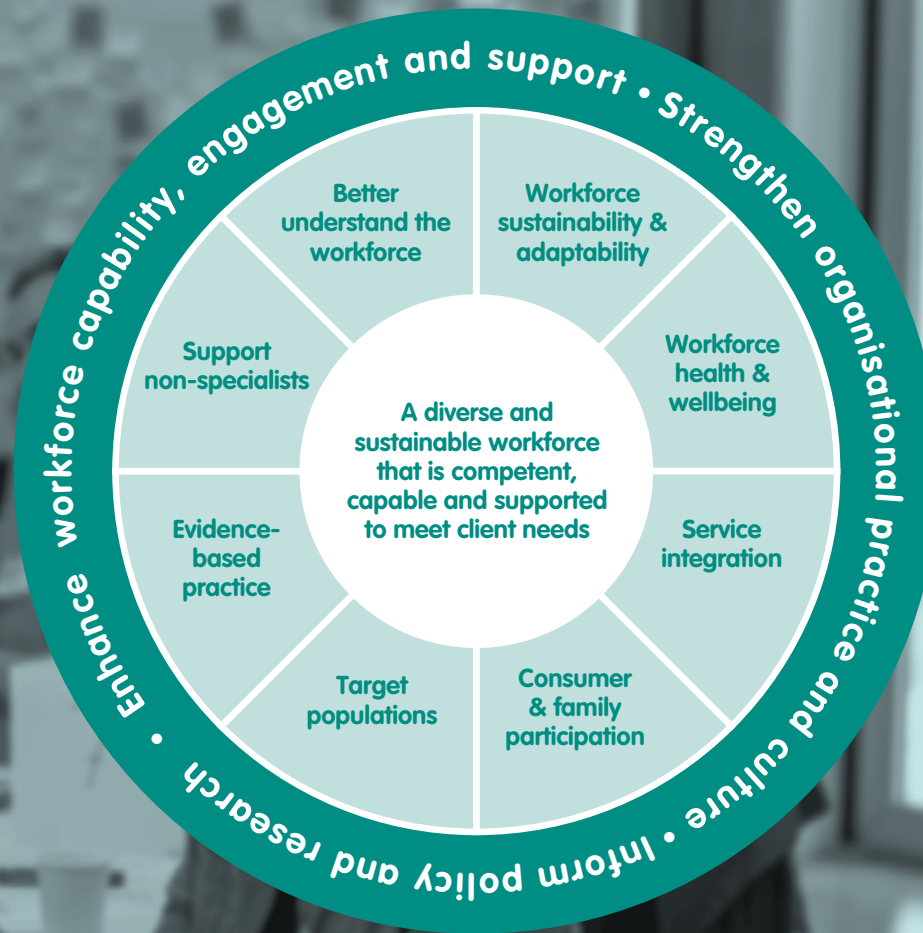 Enhance workforce capability, engagement and support • Strengthen organisational practice and culture • Inform policy and research •
Better
understand the
workforce
Workforce
sustainability &
adaptability
Workforce
health &
wellbeing
Service
integration
Consumer
& family
participation
Target
populations
Evidence-
based
practice
Support
non-specialists
A diverse and
sustainable workforce
that is competent,
capable and supported
to meet client needs